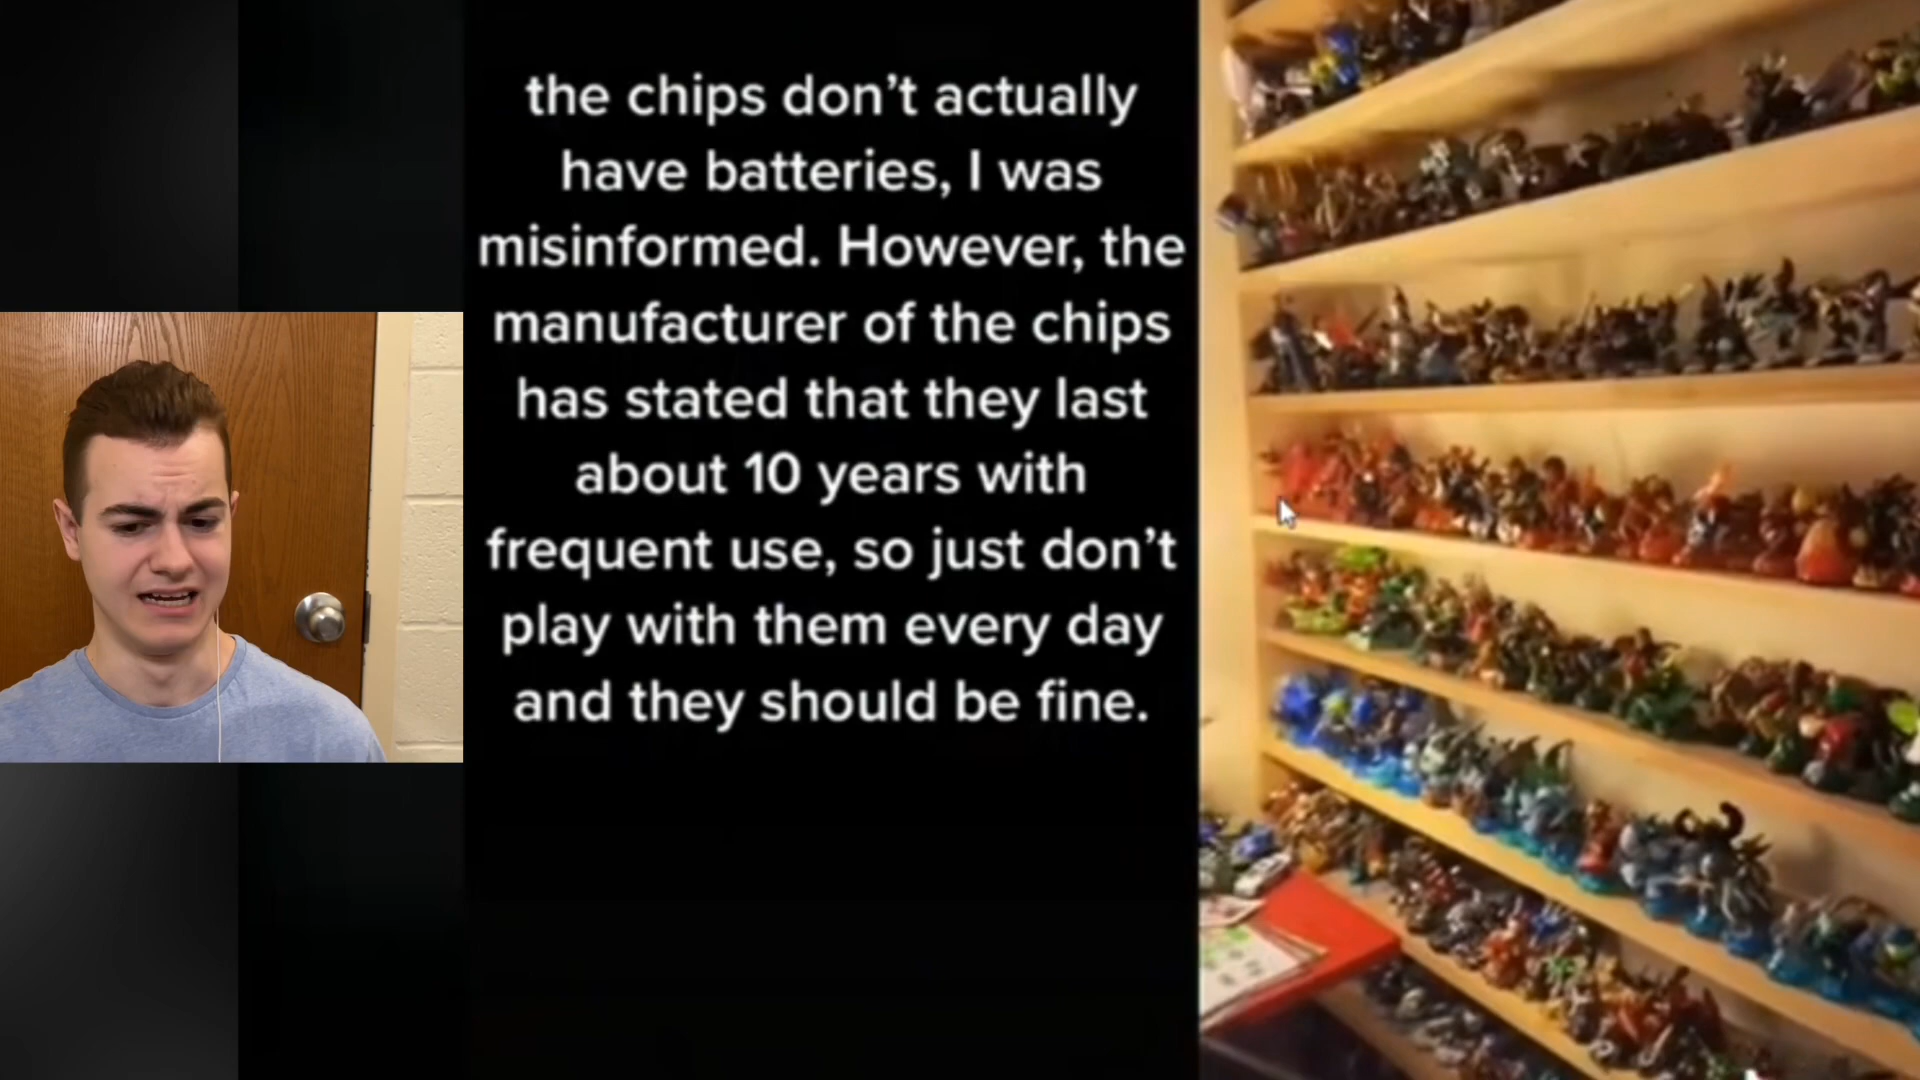 the chips don't actually
have batteries, I was
misinformed. However, the
manufacturer of the chips
has stated that they last
about 10 years with
frequent use, so just don't
play with them every day
and they should be fine.